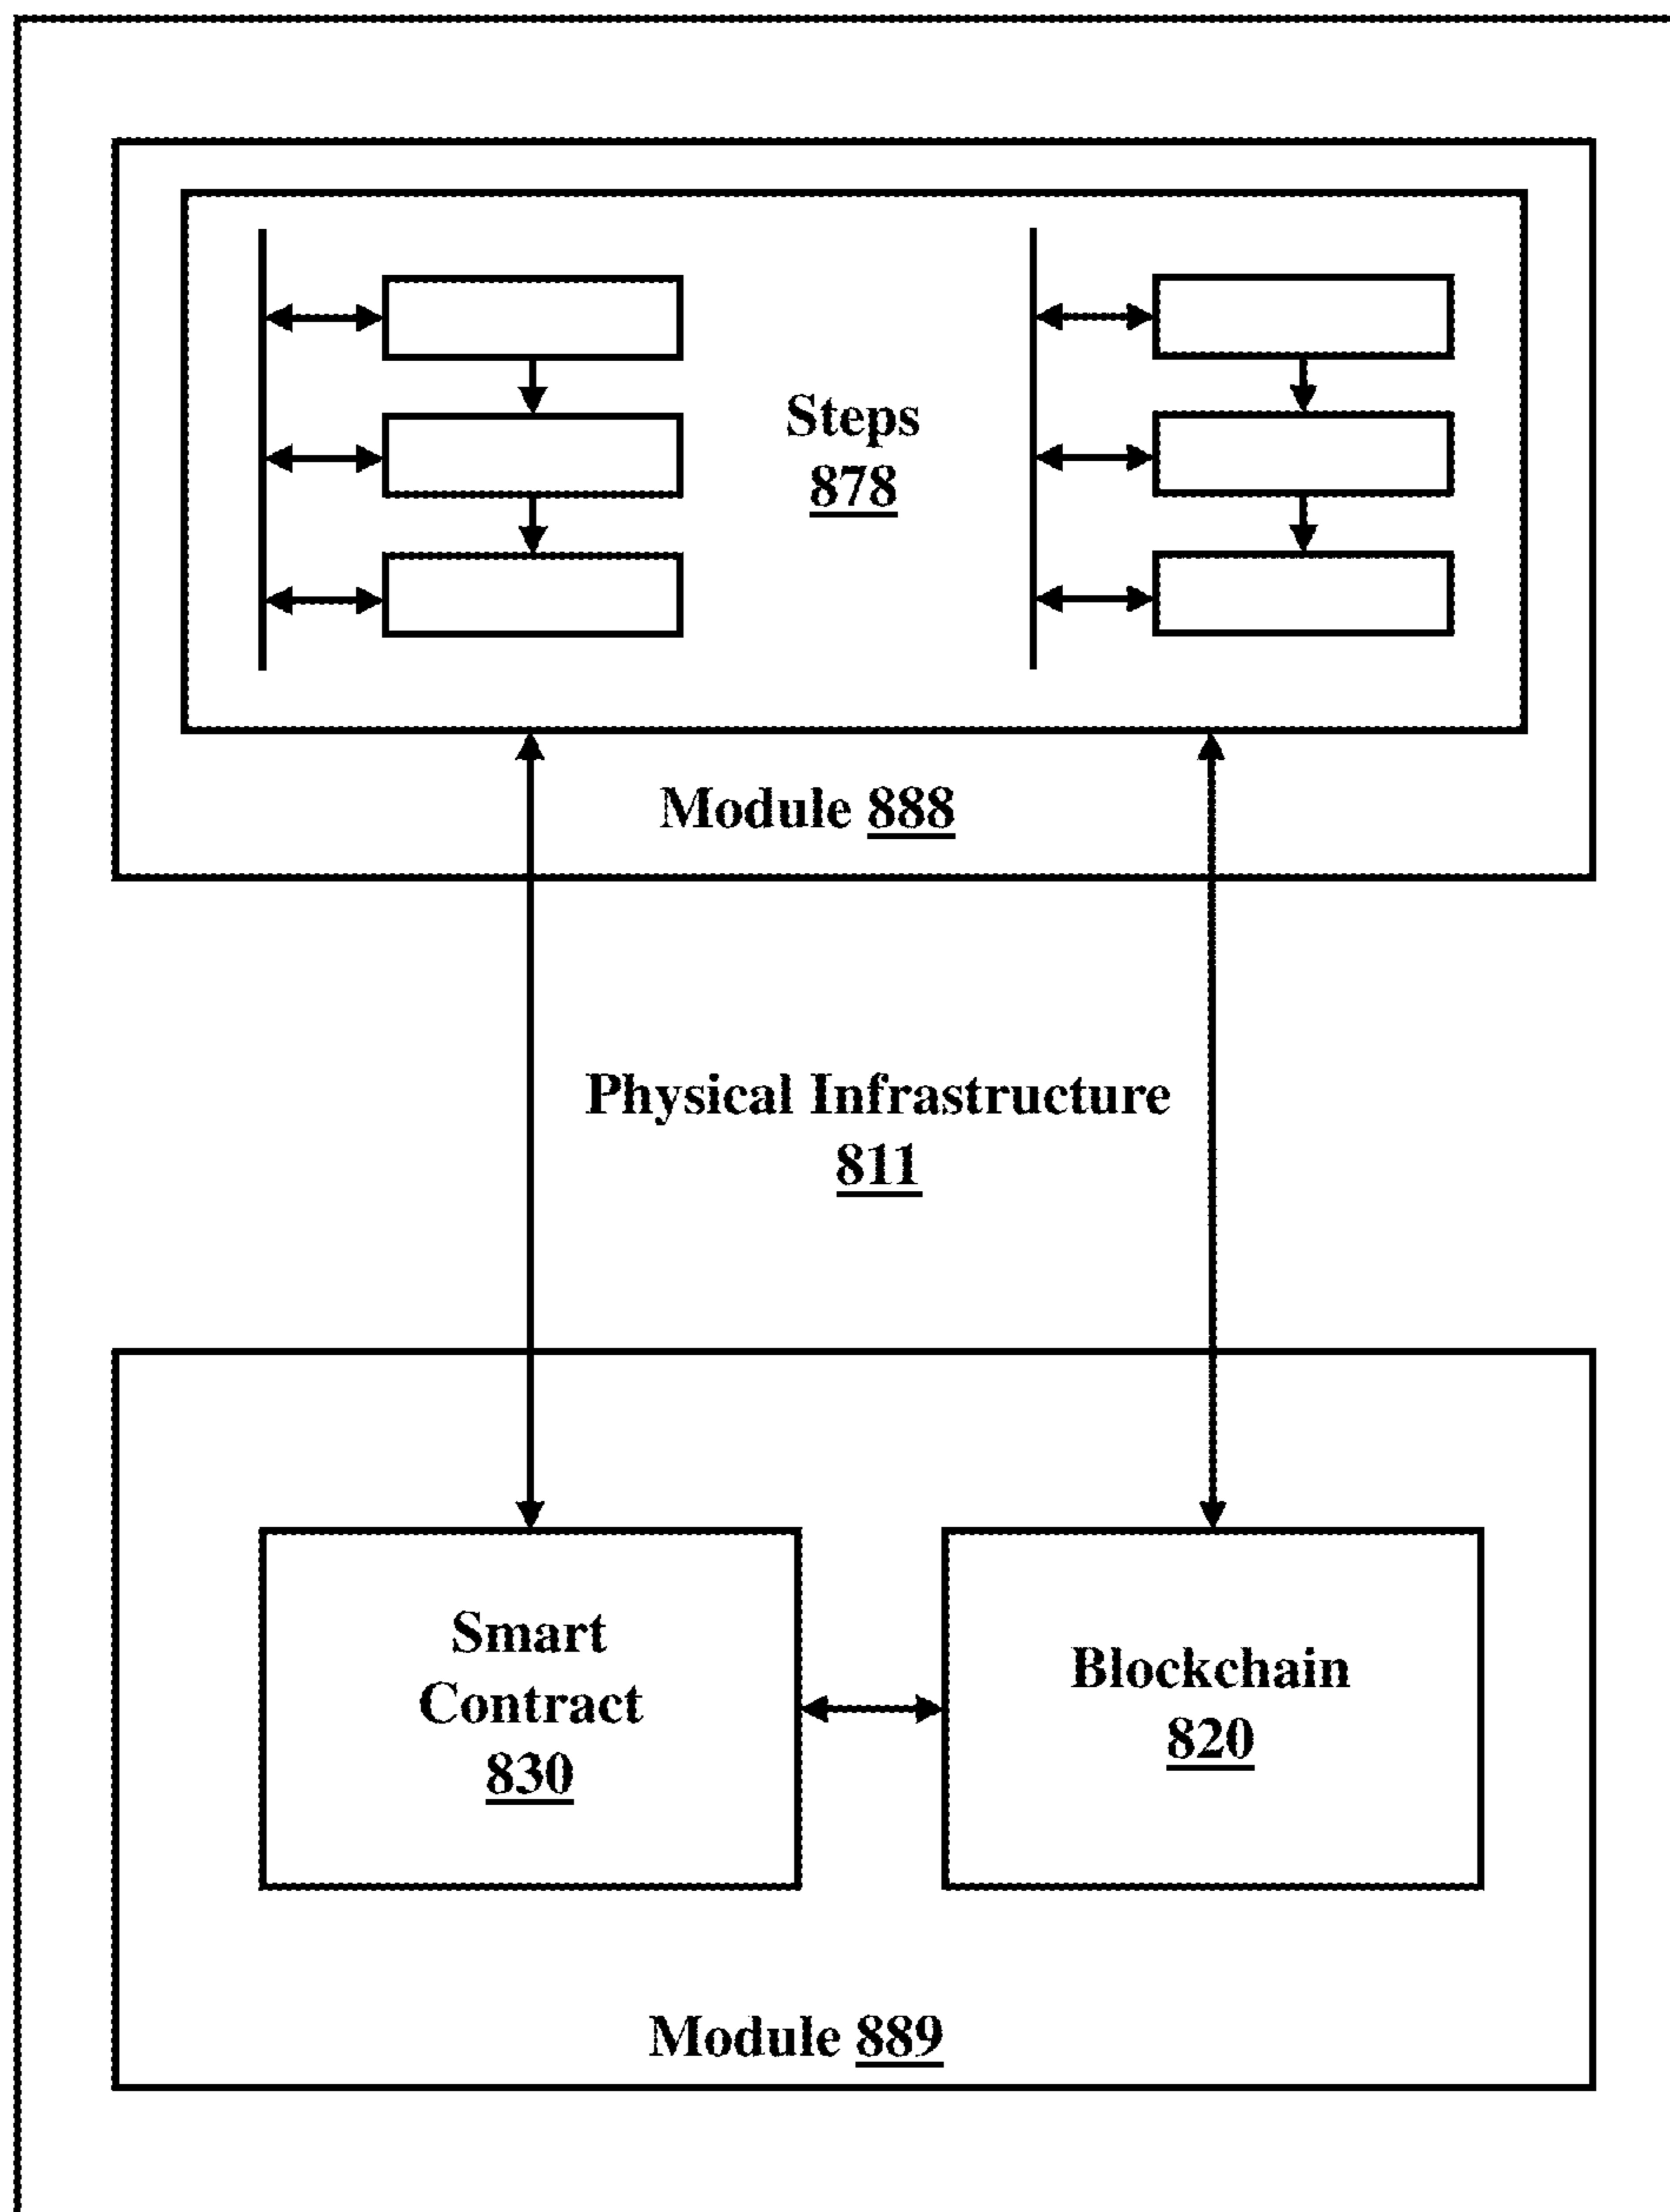 Steps
878
Module 888
Physical Infrastructure
811
Smart
Contract
830
Blockchain
820
Module 889